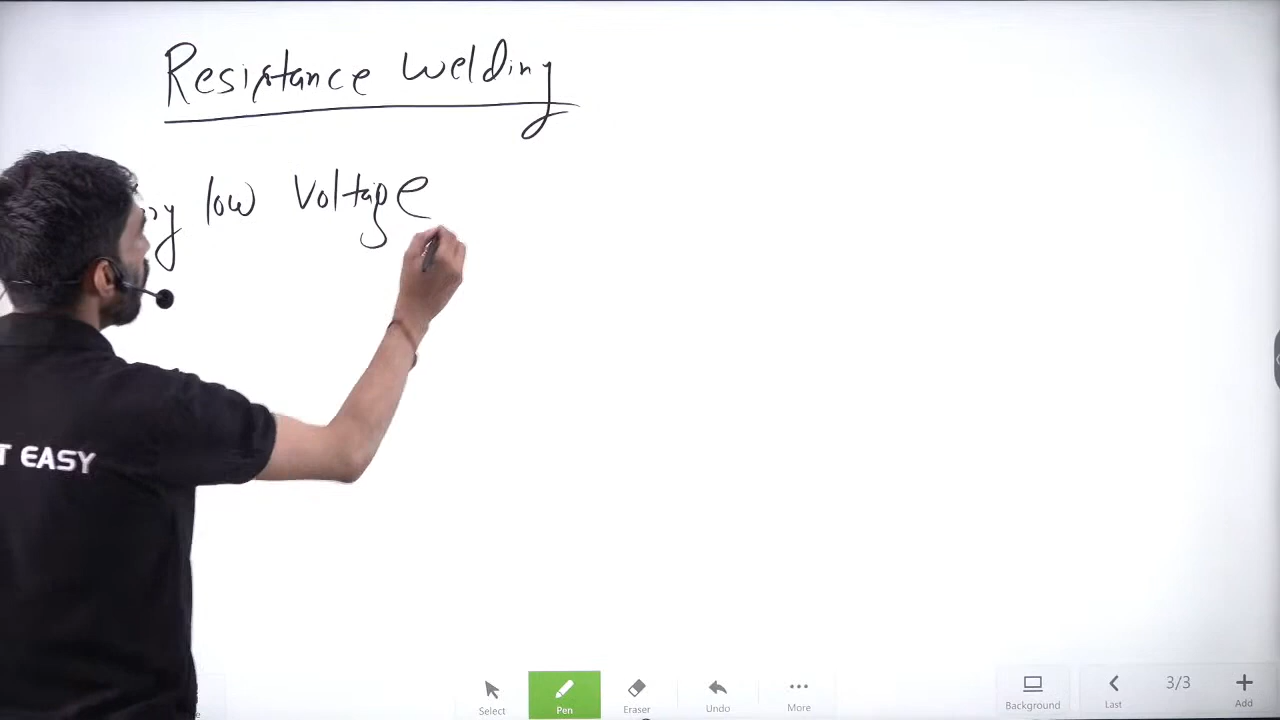 Resistance welding
low Voltage
T EASY
Select
Pen
Eraser
Undo
More
Background
Last
3/3
Add